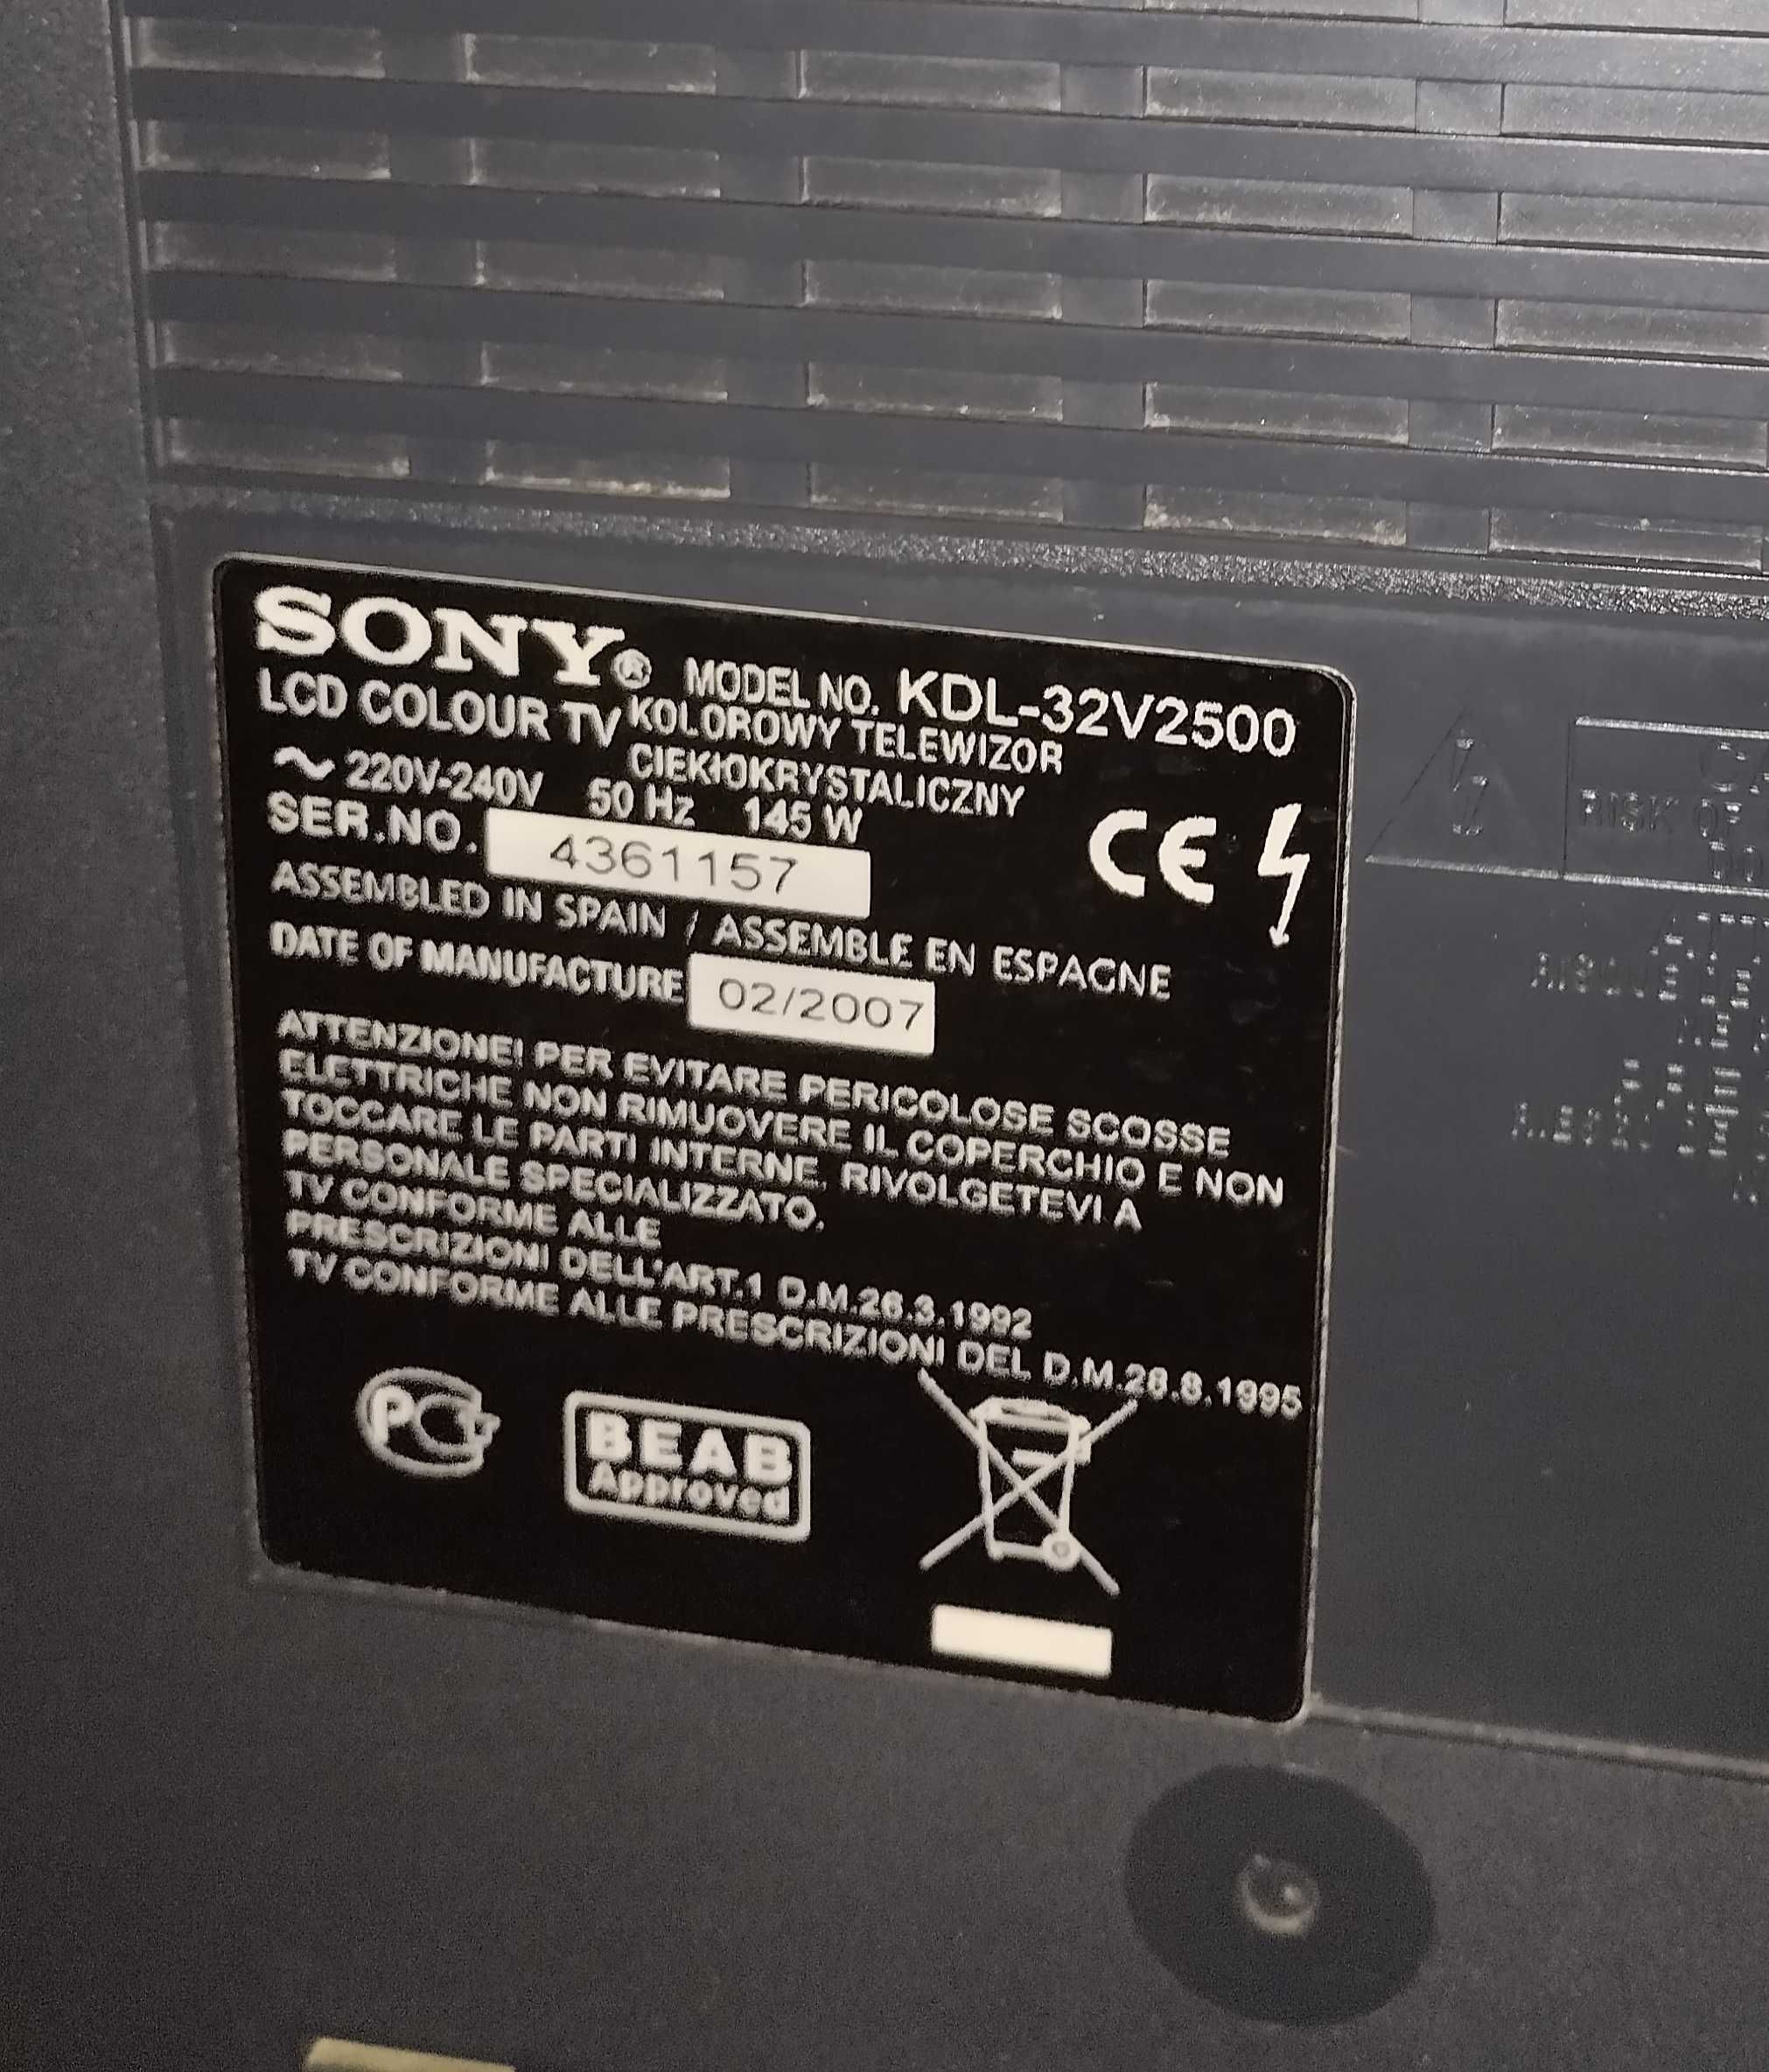 SONY® MODEL NO. KDL-32V2500
LCD COLOUR TV KOLOROWY TELEWIZOR
CIEKŁOKRYSTALICZNY
~ 220V-240V 50 Hz 145 W
SER.NO. 4361157
CE
ASSEMBLED IN SPAIN / ASSEMBLE EN ESPAGNE
DATE OF MANUFACTURE 02/2007
ATTENZIONE! PER EVITARE PERICOLOSE SCOSSE
ELETTRICHE NON RIMUOVERE IL COPERCHIO E NON
TOCCARE LE PARTI INTERNE, RIVOLGETEVI A
PERSONALE SPECIALIZZATO.
TV CONFORME ALLE
PRESCRIZIONI DELL'ART.1 D.M.26.3.1992
TV CONFORME ALLE PRESCRIZIONI DEL D.M.28.8.1995
PCT
BEAB
Approved
RISK OF